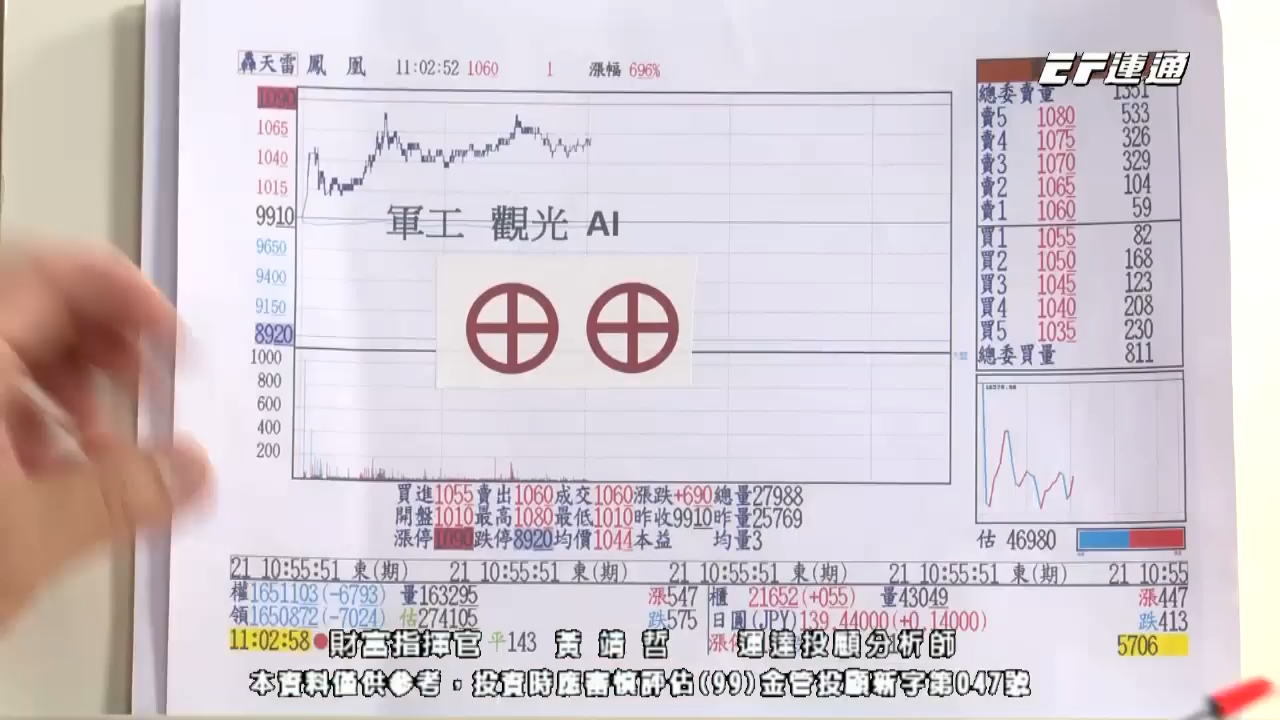 天雷 鳳凰 11:02:52 1060 1 漲幅 696%
EF運通
1090
1065
1040
1015
9910
9650
9400
9150
8920
1000
800
600
400
200
軍工 觀光 AI
總委賣量 1351
賣5 1080 533
賣4 1075 326
賣3 1070 329
賣2 1065 104
賣1 1060 59
買1 1055 82
買2 1050 168
買3 1045 123
買4 1040 208
買5 1035 230
總委買量 811
估 46980
買進1055賣出1060成交1060漲跌+690總量27988
開盤1010最高1080最低1010昨收9910昨量25769
漲停1090跌停8920均價1044本益 均量3
21 10:55:51 東(期) 21 10:55:51 東(期) 21 10:55:51 東(期) 21 10:55:51 東(期) 21 10:55
權1651103(-6793) 量163295 漲547 櫃 21652(+055) 量43049 漲447
領1650872(-7024) 估274105 跌575 日圓(JPY)139.44000(+0.14000) 跌413
11:02:58 平143 5706
財富指揮官 黃靖哲 運達投顧分析師
本資料僅供參考，投資時應審慎評估(99)金管投顧新字第047號